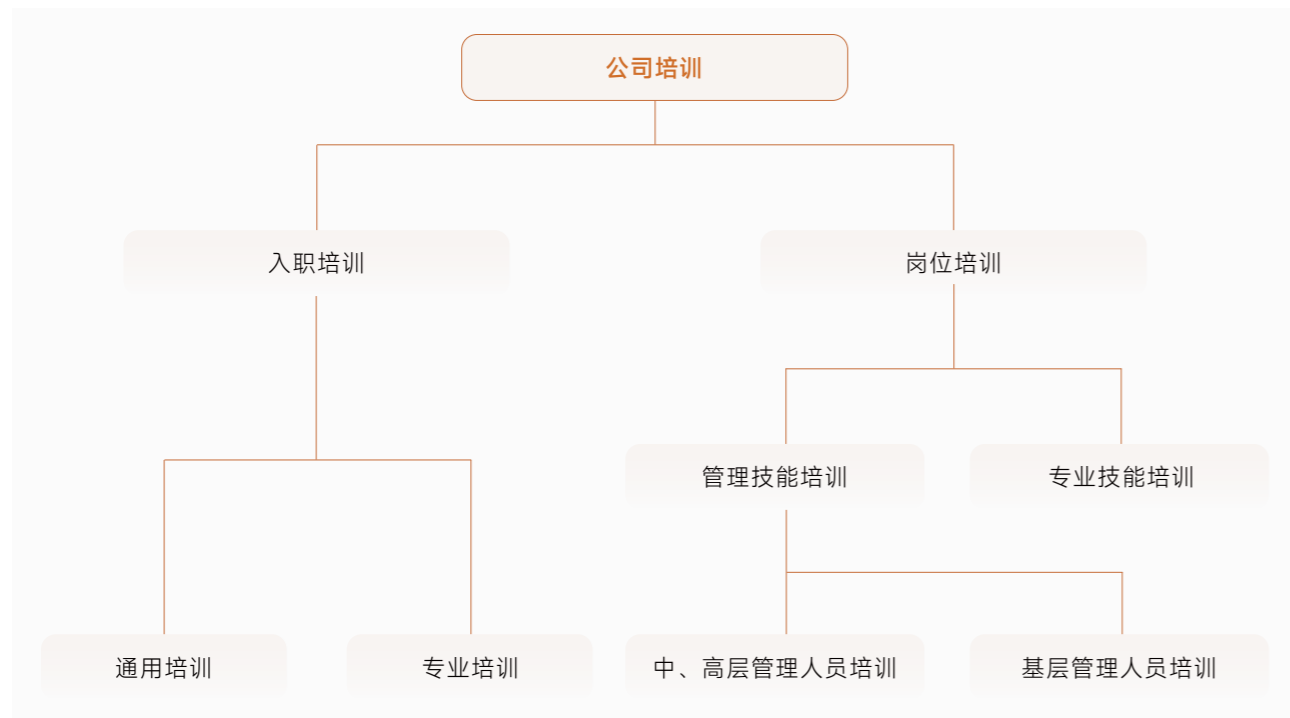 公司培训
入职培训
岗位培训
管理技能培训
专业技能培训
通用培训
专业培训
中、高层管理人员培训
基层管理人员培训